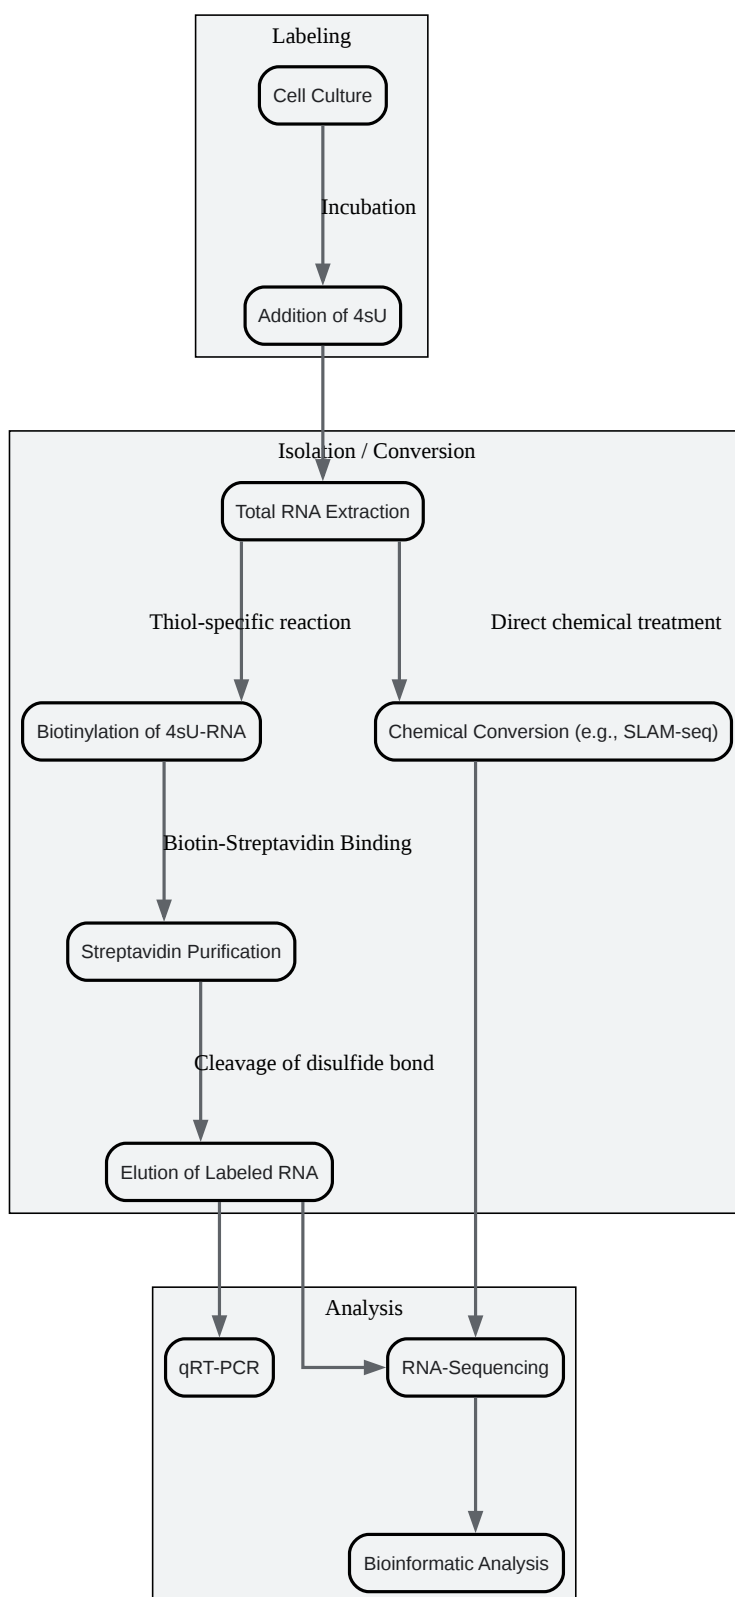 Labeling
Cell Culture
Incubation
Addition of 4sU
Isolation / Conversion
Total RNA Extraction
Thiol-specific reaction
Direct chemical treatment
Biotinylation of 4sU-RNA
Chemical Conversion (e.g., SLAM-seq)
Biotin-Streptavidin Binding
Streptavidin Purification
Cleavage of disulfide bond
Elution of Labeled RNA
Analysis
qRT-PCR
RNA-Sequencing
Bioinformatic Analysis